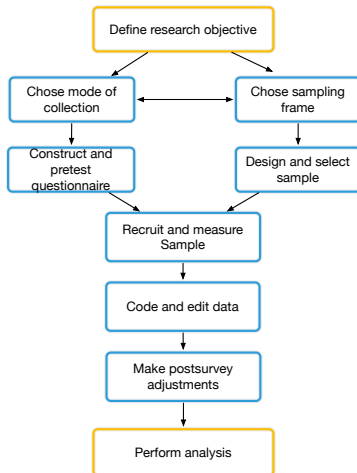 Define research objective
Chose mode of
collection
Chose sampling
frame
Construct and
pretest
questionnaire
Design and select
sample
Recruit and measure
Sample
Code and edit data
Make postsurvey
adjustments
Perform analysis